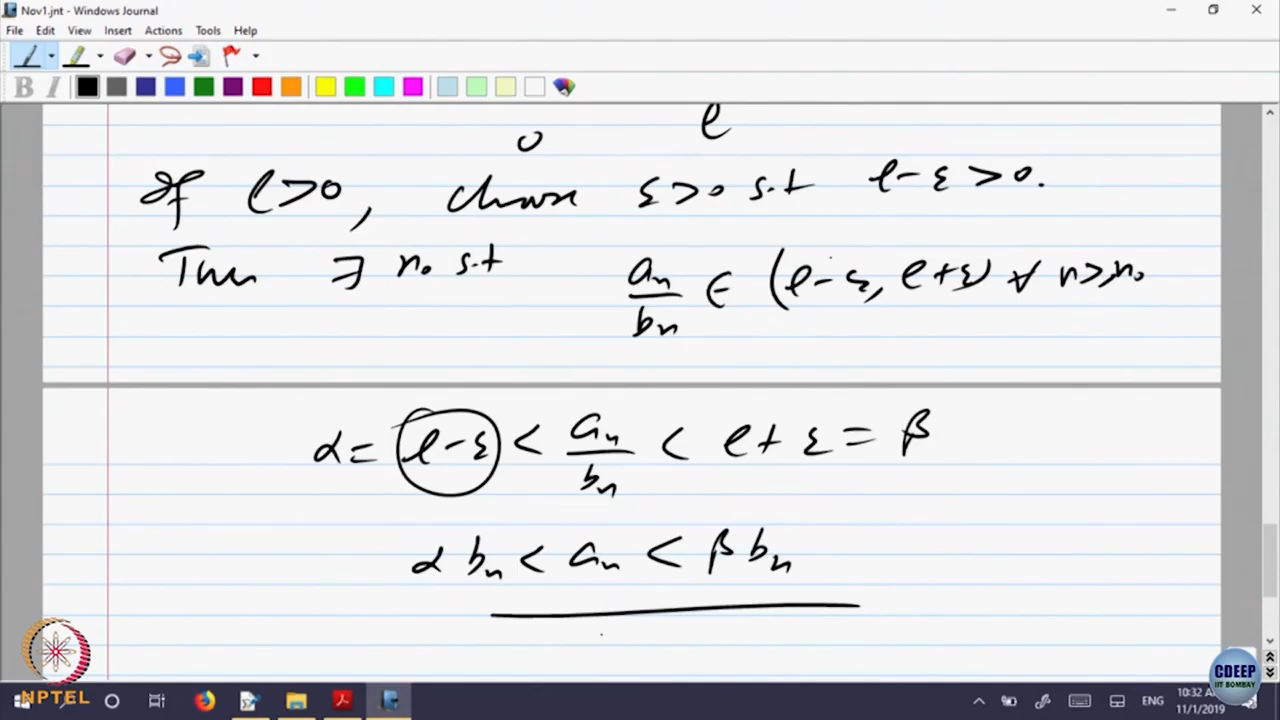 Nov1.jnt - Windows Journal
File Edit View Insert Actions Tools Help
B I
0 l
If l>0, choose ε>0 s.t l-ε>0.
Then ∃ n₀ s.t aₙ/bₙ ∈ (l-ε, l+ε) ∀ n≥n₀
α = l-ε < aₙ/bₙ < l+ε = β
α bₙ < aₙ < β bₙ
NPTEL
CDEEP
IIT BOMBAY
ENG
10:32 A
11/1/2019